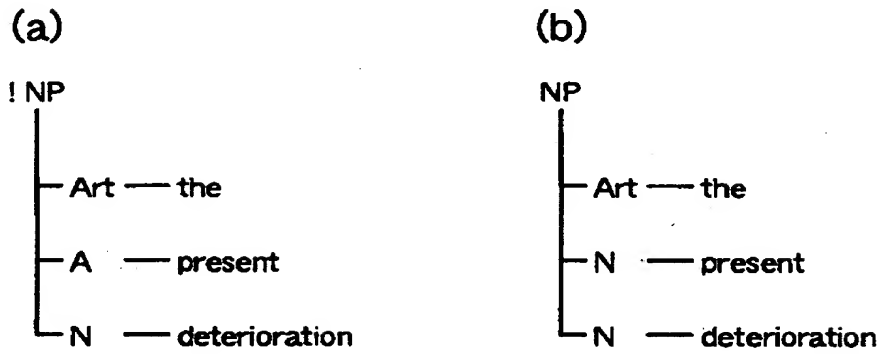 (a)
! NP
Art — the
A — present
N — deterioration
(b)
NP
Art — the
N — present
N — deterioration